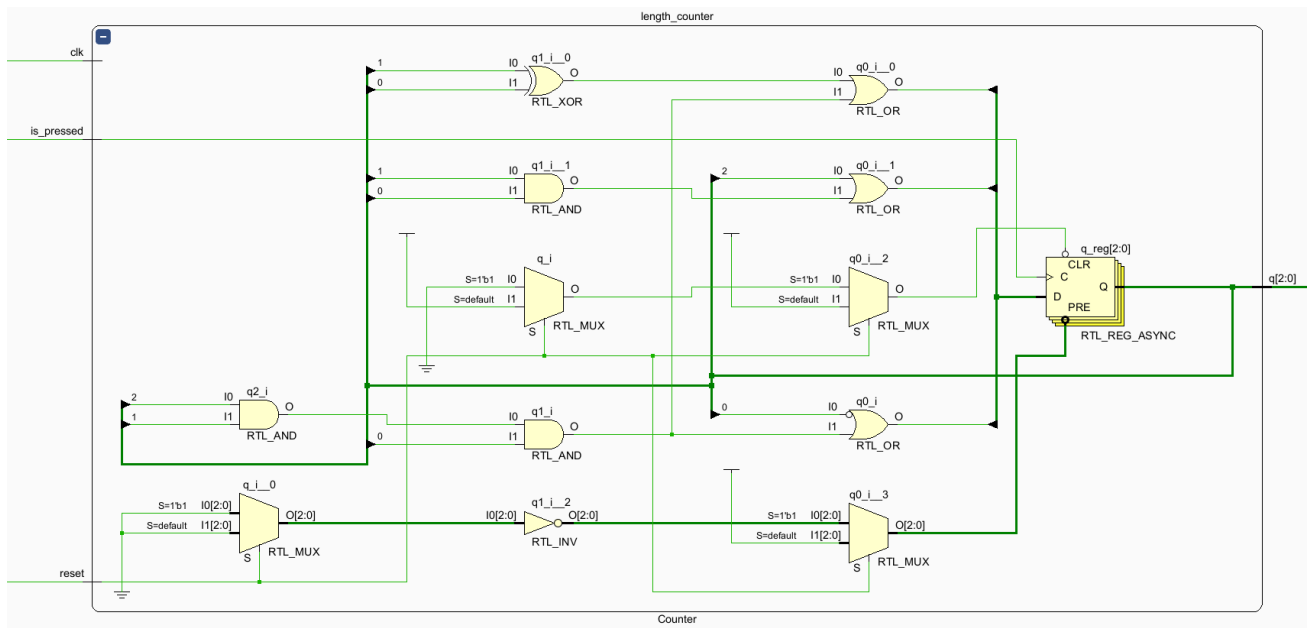 length_counter
clk
is_pressed
reset
1
0
I0
I1
q1_i__0
O
RTL_XOR
I0
I1
q0_i__0
O
RTL_OR
1
0
I0
I1
q1_i__1
O
RTL_AND
2
I0
I1
q0_i__1
O
RTL_OR
S=1'b1
S=default
I0
I1
q_i
O
S
RTL_MUX
S=1'b1
S=default
I0
I1
q0_i__2
O
S
RTL_MUX
q_reg[2:0]
CLR
C
D
Q
PRE
RTL_REG_ASYNC
q[2:0]
2
1
I0
I1
q2_i
O
RTL_AND
0
I0
I1
q1_i
O
RTL_AND
0
I0
I1
q0_i
O
RTL_OR
S=1'b1
S=default
I0[2:0]
I1[2:0]
q_i__0
O[2:0]
S
RTL_MUX
I0[2:0]
q1_i__2
O[2:0]
RTL_INV
S=1'b1
S=default
I0[2:0]
I1[2:0]
q0_i__3
O[2:0]
S
RTL_MUX
Counter